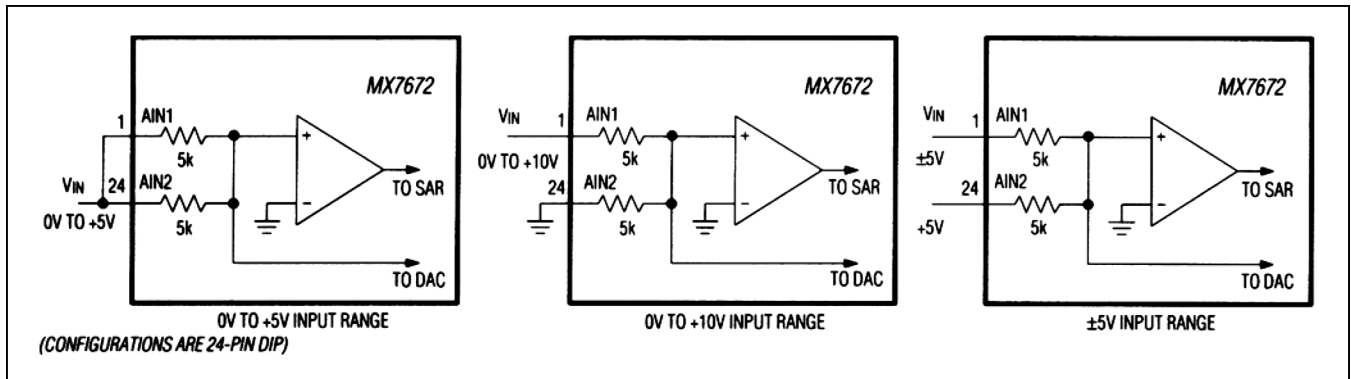 MX7672
1
AIN1
5k
VIN
24
AIN2
0V TO +5V
5k
TO SAR
TO DAC
0V TO +5V INPUT RANGE
(CONFIGURATIONS ARE 24-PIN DIP)
MX7672
VIN
1
AIN1
0V TO +10V
5k
24
AIN2
5k
TO SAR
TO DAC
0V TO +10V INPUT RANGE
MX7672
VIN
1
AIN1
±5V
5k
24
AIN2
+5V
5k
TO SAR
TO DAC
±5V INPUT RANGE